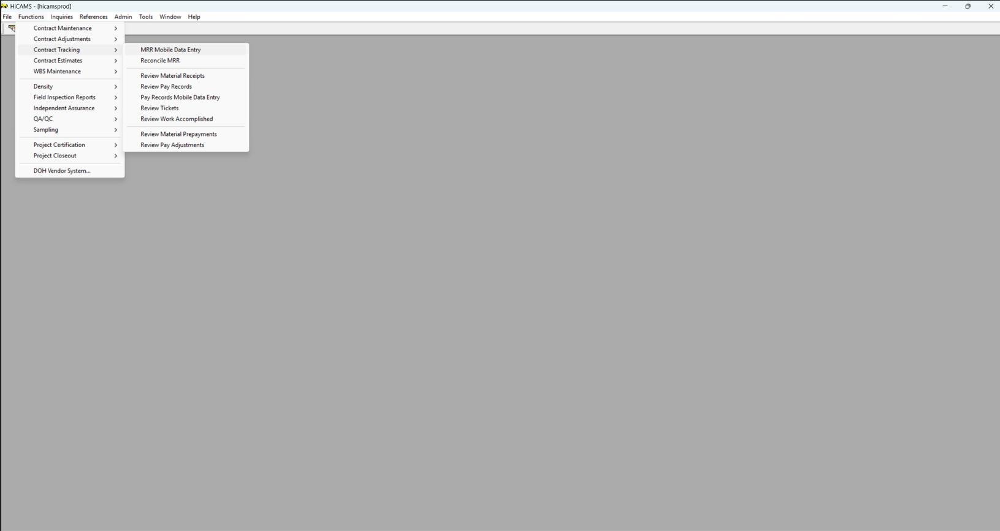 HiCAMS - [hicamsprod]
File Functions Inquiries References Admin Tools Window Help
Contract Maintenance
Contract Adjustments
Contract Tracking
Contract Estimates
WBS Maintenance
Density
Field Inspection Reports
Independent Assurance
QA/QC
Sampling
Project Certification
Project Closeout
DOH Vendor System...
MRR Mobile Data Entry
Reconcile MRR
Review Material Receipts
Review Pay Records
Pay Records Mobile Data Entry
Review Tickets
Review Work Accomplished
Review Material Prepayments
Review Pay Adjustments